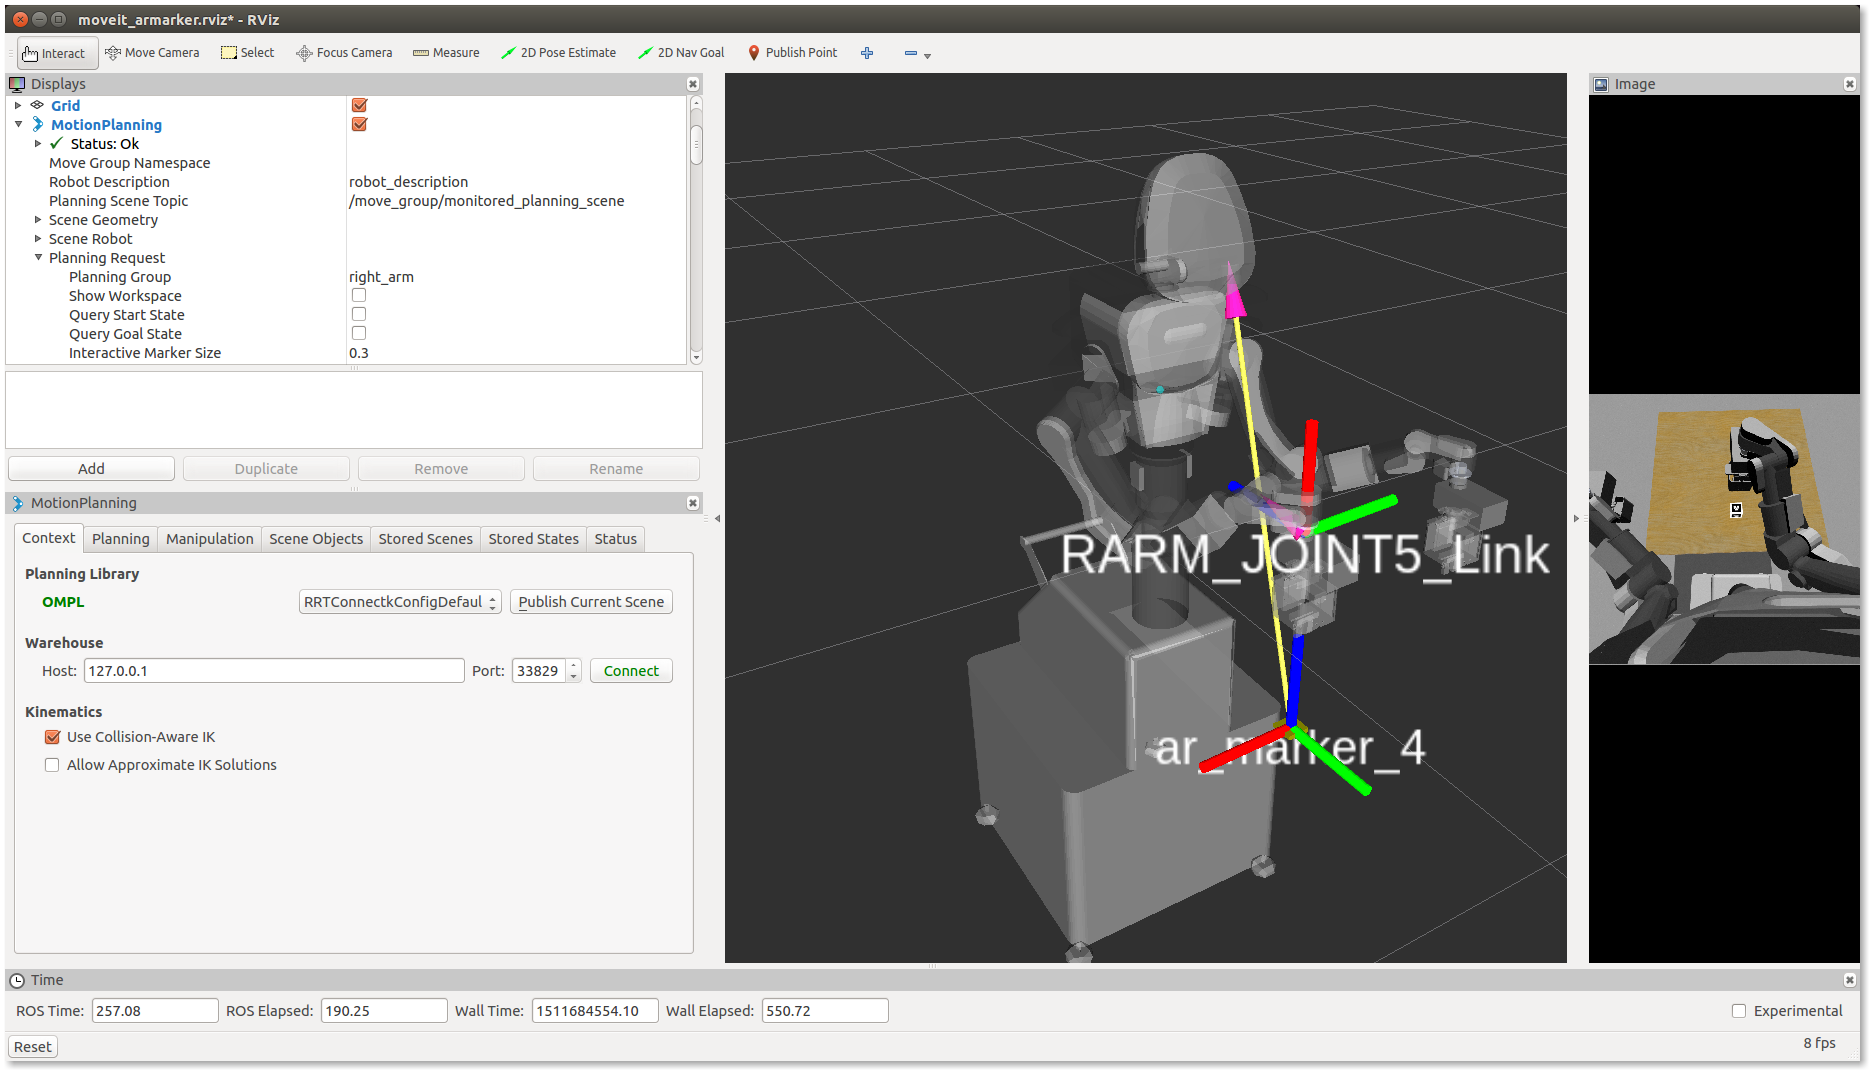 moveit_armarker.rviz* - RViz
Interact Move Camera Select Focus Camera Measure 2D Pose Estimate 2D Nav Goal Publish Point
Displays
Grid
MotionPlanning
Status: Ok
Move Group Namespace
Robot Description robot_description
Planning Scene Topic /move_group/monitored_planning_scene
Scene Geometry
Scene Robot
Planning Request
Planning Group right_arm
Show Workspace
Query Start State
Query Goal State
Interactive Marker Size 0.3
Add Duplicate Remove Rename
MotionPlanning
Context Planning Manipulation Scene Objects Stored Scenes Stored States Status
Planning Library
OMPL RRTConnectkConfigDefaul Publish Current Scene
Warehouse
Host: 127.0.0.1 Port: 33829 Connect
Kinematics
Use Collision-Aware IK
Allow Approximate IK Solutions
RARM_JOINT5_Link
ar_marker_4
Image
Time
ROS Time: 257.08 ROS Elapsed: 190.25 Wall Time: 1511684554.10 Wall Elapsed: 550.72 Experimental
Reset 8 fps